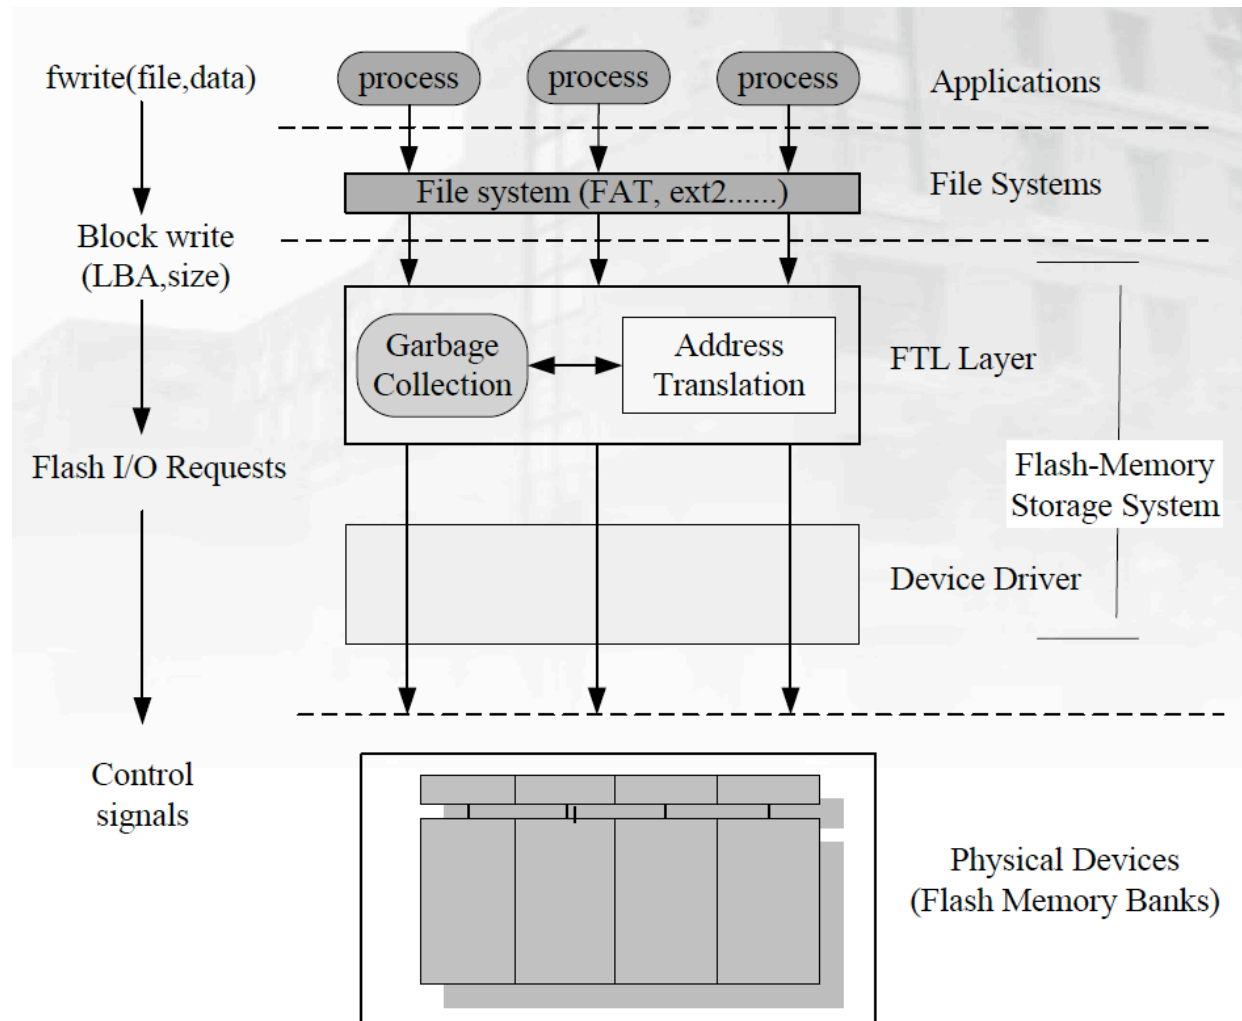 fwrite(file,data)
process
process
process
Applications
File system (FAT, ext2......)
File Systems
Block write
(LBA,size)
Garbage
Collection
Address
Translation
FTL Layer
Flash I/O Requests
Flash-Memory
Storage System
Device Driver
Control
signals
Physical Devices
(Flash Memory Banks)